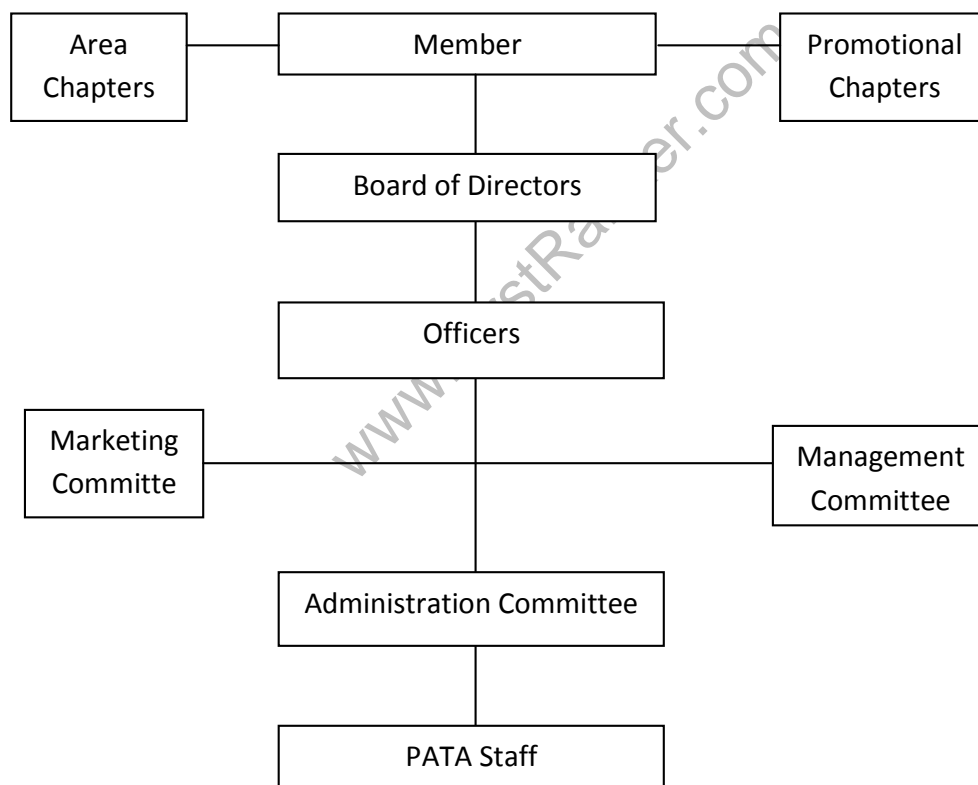 Area
Chapters
Member
Promotional
Chapters
Board of Directors
Officers
Marketing
Committe
Management
Committee
Administration Committee
PATA Staff